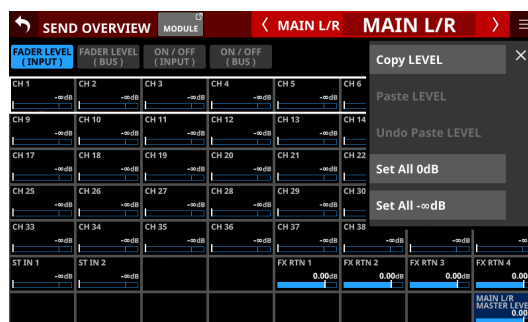 SEND OVERVIEW MODULE MAIN L/R MAIN L/R
FADER LEVEL (INPUT) FADER LEVEL (BUS) ON / OFF (INPUT) ON / OFF (BUS)
Copy LEVEL
Paste LEVEL
Undo Paste LEVEL
Set All 0dB
Set All -∞dB
CH 1 CH 2 CH 3 CH 4 CH 5 CH 6
-∞dB -∞dB -∞dB -∞dB -∞dB
CH 9 CH 10 CH 11 CH 12 CH 13 CH 14
-∞dB -∞dB -∞dB -∞dB -∞dB
CH 17 CH 18 CH 19 CH 20 CH 21 CH 22
-∞dB -∞dB -∞dB -∞dB -∞dB
CH 25 CH 26 CH 27 CH 28 CH 29 CH 30
-∞dB -∞dB -∞dB -∞dB -∞dB
CH 33 CH 34 CH 35 CH 36 CH 37 CH 38
-∞dB -∞dB -∞dB -∞dB -∞dB -∞dB -∞dB -∞
ST IN 1 ST IN 2 FX RTN 1 FX RTN 2 FX RTN 3 FX RTN 4
-∞dB -∞dB 0.00dB 0.00dB 0.00dB 0.00
MAIN L/R
MASTER LEVE
0.00